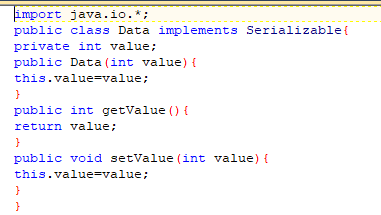 import java.io.*;
public class Data implements Serializable{
private int value;
public Data(int value){
this.value=value;
}
public int getValue(){
return value;
}
public void setValue(int value){
this.value=value;
}
}